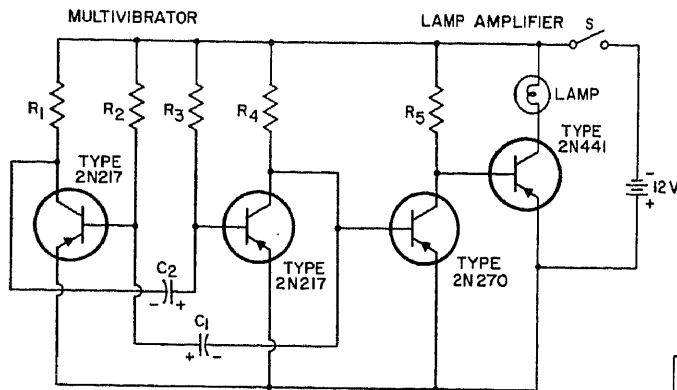 MULTIVIBRATOR
LAMP AMPLIFIER
S
R1
R2
R3
R4
R5
LAMP
TYPE
2N441
TYPE
2N217
-
12V
+
C2
- +
TYPE
2N217
TYPE
2N270
C1
+ -